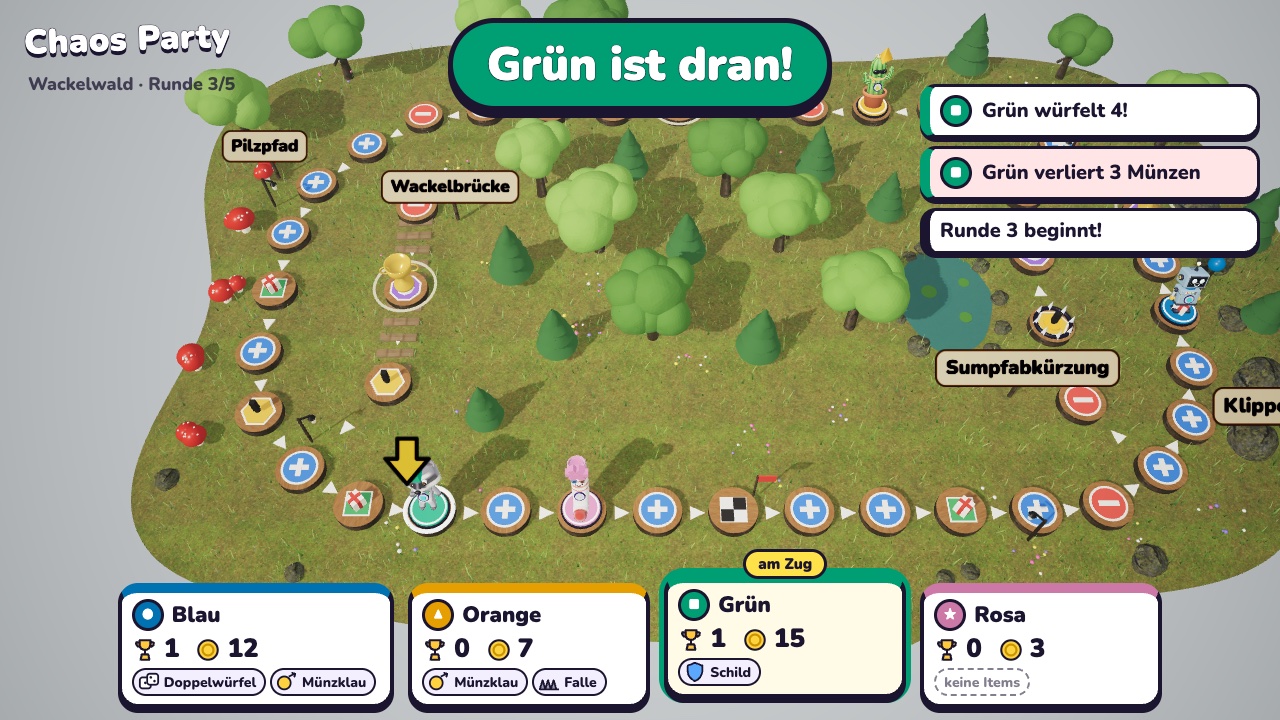 Chaos Party
Wackelwald · Runde 3/5
Grün ist dran!
Grün würfelt 4!
Grün verliert 3 Münzen
Runde 3 beginnt!
Pilzpfad
Wackelbrücke
Sumpfabkürzung
am Zug
Blau
1 12
Doppelwürfel Münzklau
Orange
0 7
Münzklau Falle
Grün
1 15
Schild
Rosa
0 3
keine Items